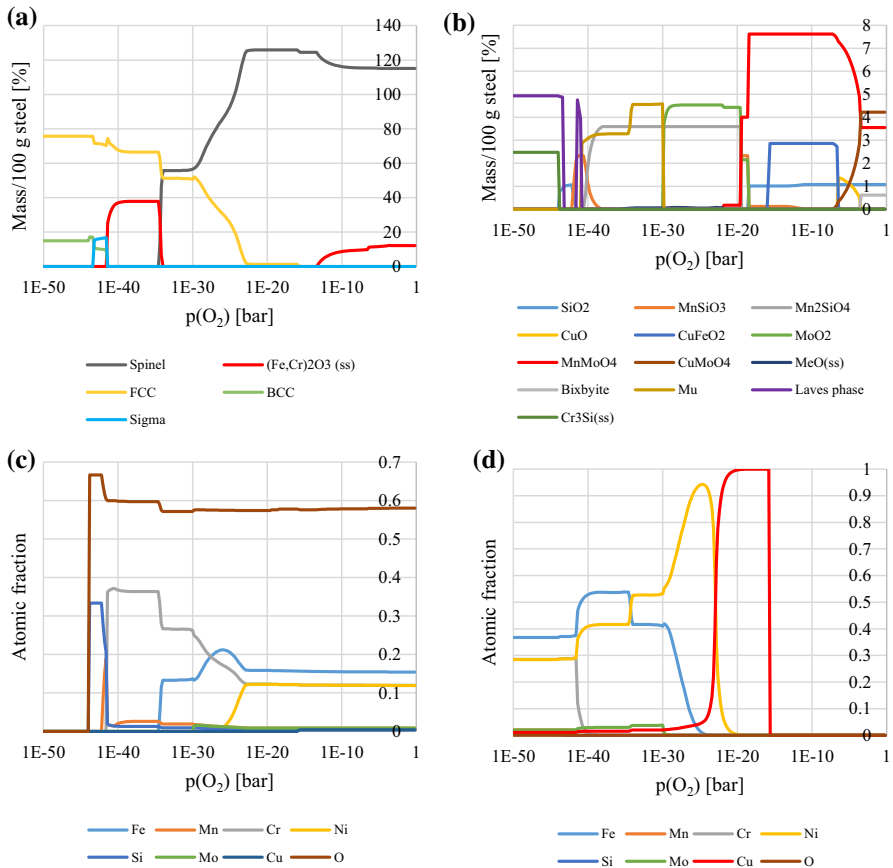 (a)
140
120
100
80
60
40
20
0
Mass/100 g steel [%]
1E-50 1E-40 1E-30 1E-20 1E-10 1
p(O2) [bar]
Spinel (Fe,Cr)2O3 (ss)
FCC BCC
Sigma
(b)
8
7
6
5
4
3
2
1
0
Mass/100 g steel [%]
1E-50 1E-40 1E-30 1E-20 1E-10 1
p(O2) [bar]
SiO2 MnSiO3 Mn2SiO4
CuO CuFeO2 MoO2
MnMoO4 CuMoO4 MeO(ss)
Bixbyite Mu Laves phase
Cr3Si(ss)
(c)
0.7
0.6
0.5
0.4
0.3
0.2
0.1
0
Atomic fraction
1E-50 1E-40 1E-30 1E-20 1E-10 1
p(O2) [bar]
Fe Mn Cr Ni
Si Mo Cu O
(d)
1
0.9
0.8
0.7
0.6
0.5
0.4
0.3
0.2
0.1
0
Atomic fraction
1E-50 1E-40 1E-30 1E-20 1E-10 1
p(O2) [bar]
Fe Mn Cr Ni
Si Mo Cu O